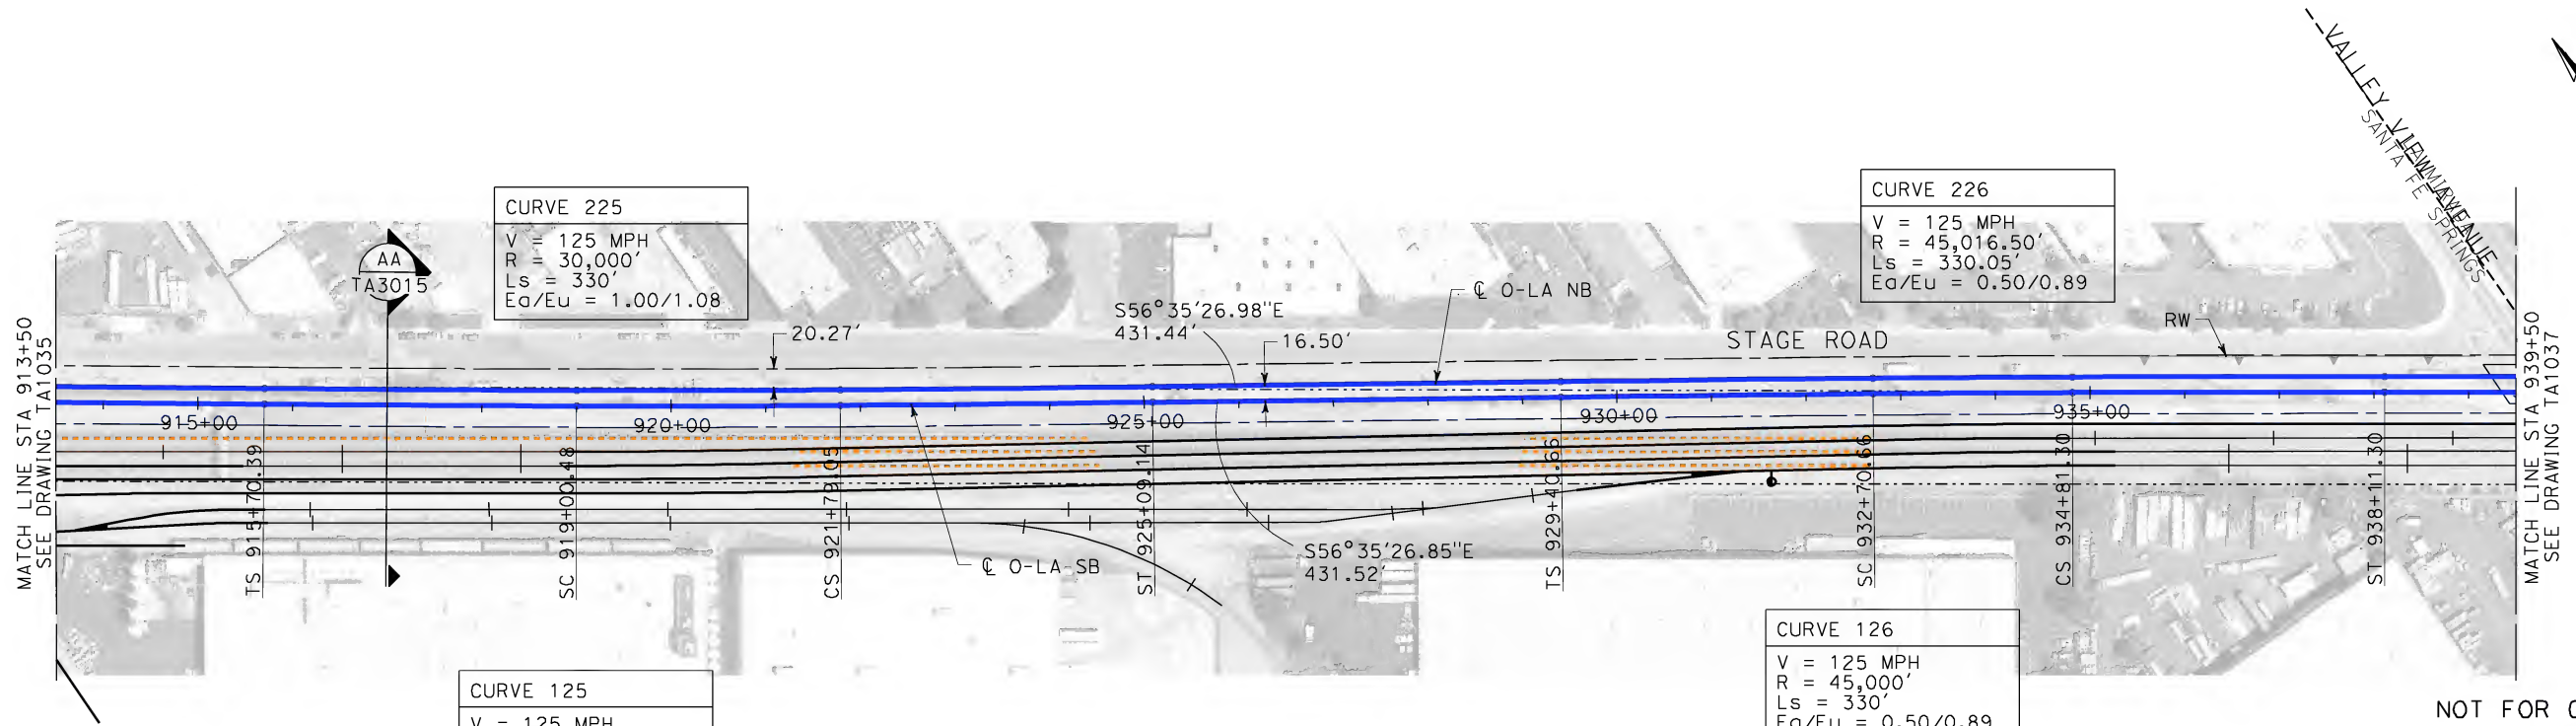 VALLEY VIEW AVENUE
LA MIRADA
SANTA FE SPRINGS
CURVE 226
V = 125 MPH
R = 45,016.50'
Ls = 330.05'
Ea/Eu = 0.50/0.89
CURVE 225
V = 125 MPH
R = 30,000'
Ls = 330'
Ea/Eu = 1.00/1.08
AA
TA3015
℄ O-LA NB
S56°35'26.98"E
431.44'
20.27'
16.50'
STAGE ROAD
RW
MATCH LINE STA 913+50
SEE DRAWING TA1035
MATCH LINE STA 939+50
SEE DRAWING TA1037
915+00
920+00
925+00
930+00
935+00
TS 915+70.39
SC 919+00.48
CS 921+79.05
ST 925+09.14
TS 929+40.66
SC 932+70.66
CS 934+81.30
ST 938+11.30
℄ O-LA SB
S56°35'26.85"E
431.52'
CURVE 126
V = 125 MPH
R = 45,000'
Ls = 330'
Ea/Eu = 0.50/0.89
CURVE 125
V = 125 MPH
NOT FOR